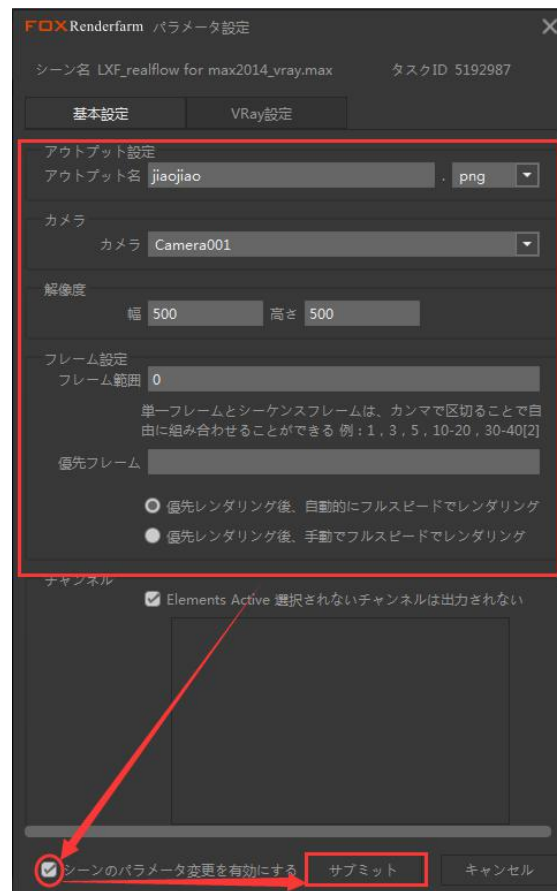 FOXRenderfarm パラメータ設定
シーン名 LXF_realflow for max2014_vray.max タスクID 5192987
基本設定 VRay設定
アウトプット設定
アウトプット名 jiaojiao . png
カメラ
カメラ Camera001
解像度
幅 500 高さ 500
フレーム設定
フレーム範囲 0
単一フレームとシーケンスフレームは、カンマで区切ることで自
由に組み合わせることができる 例：1，3，5，10-20，30-40[2]
優先フレーム
優先レンダリング後、自動的にフルスピードでレンダリング
優先レンダリング後、手動でフルスピードでレンダリング
チャンネル
Elements Active 選択されないチャンネルは出力されない
シーンのパラメータ変更を有効にする サブミット キャンセル